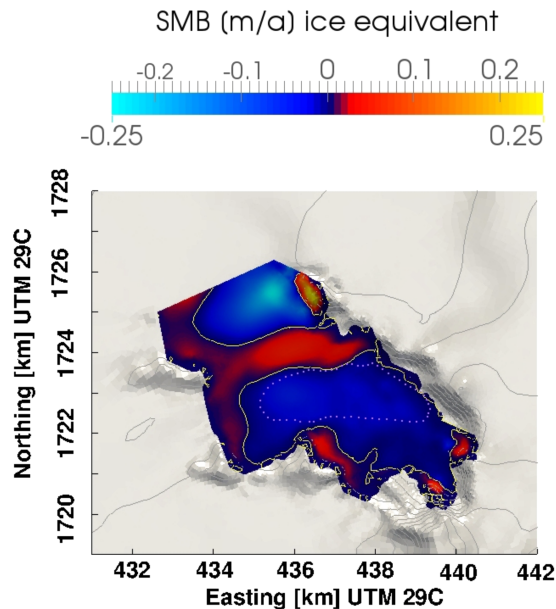 SMB (m/a) ice equivalent
-0.2 -0.1 0 0.1 0.2
-0.25 0.25
Northing [km] UTM 29C
1728
1726
1724
1722
1720
432 434 436 438 440 442
Easting [km] UTM 29C